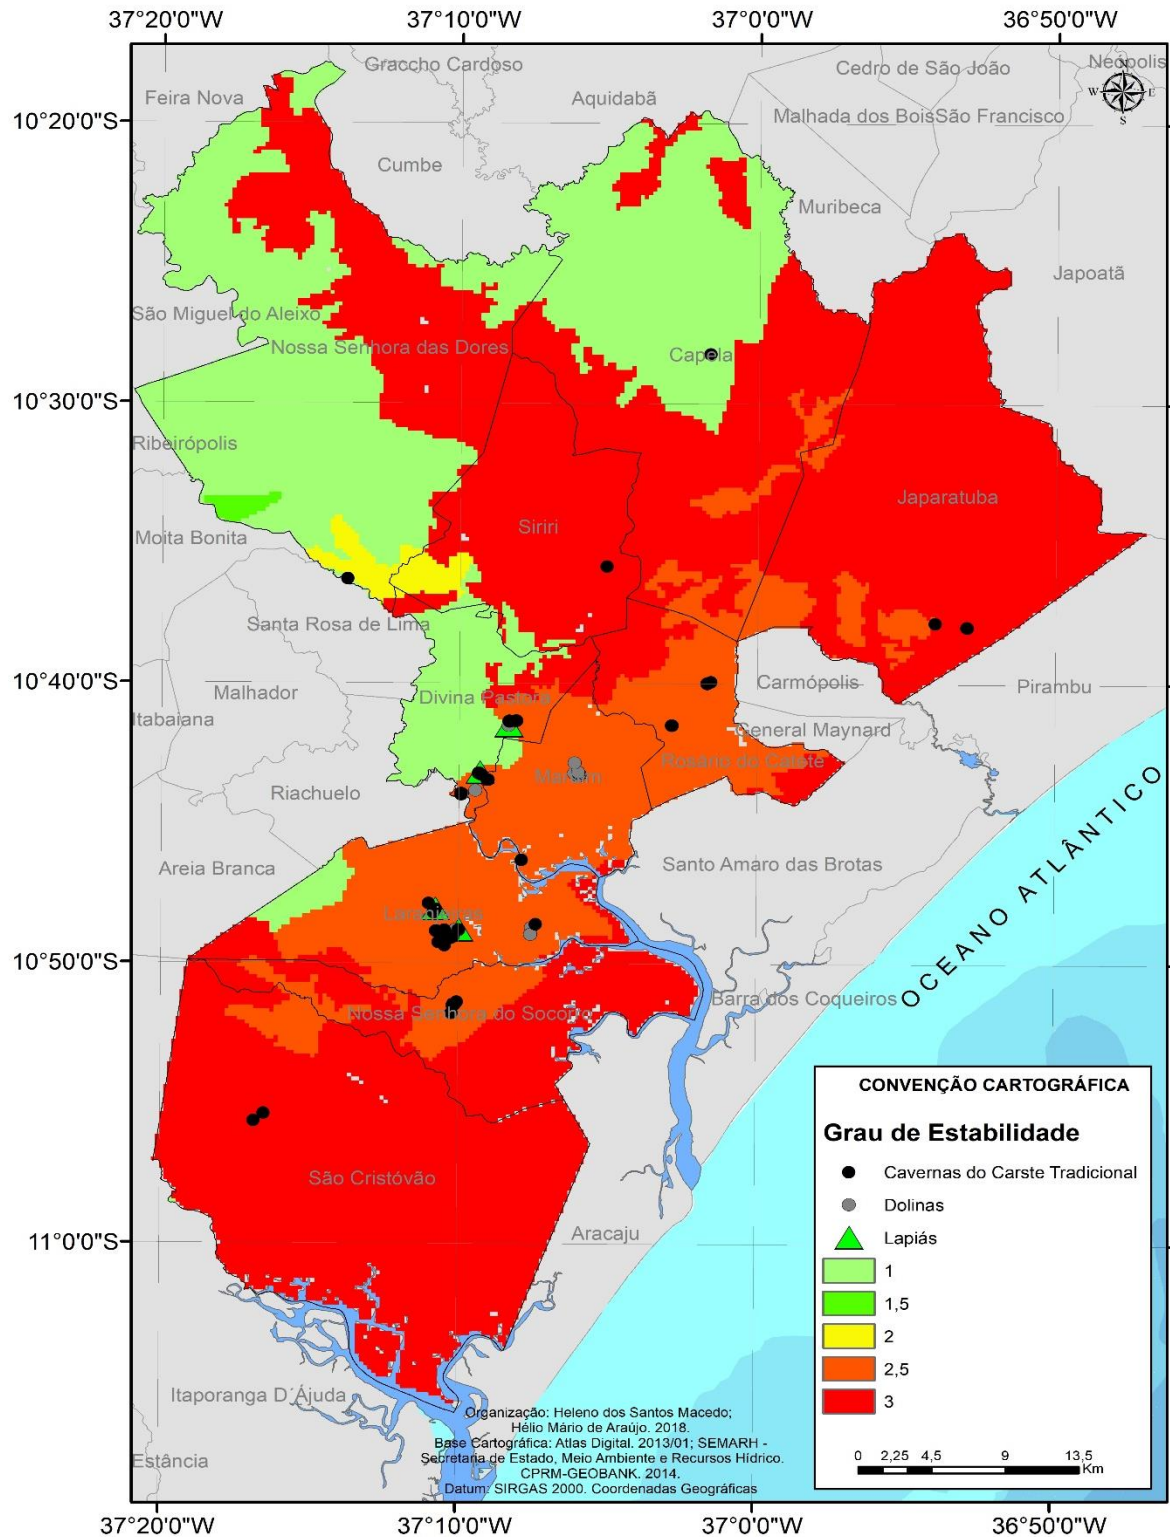 37°20'0"W 37°10'0"W 37°0'0"W 36°50'0"W
Graccho Cardoso
Cedro de São João
Neópolis
N
W E
S
Feira Nova
Aquidabã
10°20'0"S
Malhada dos Bois São Francisco
Cumbe
Muribeca
Japoatã
São Miguel do Aleixo
Nossa Senhora das Dores
Capela
10°30'0"S
Ribeirópolis
Japaratuba
Siriri
Moita Bonita
Santa Rosa de Lima
10°40'0"S
Malhador
Divina Pastora
Carmópolis
Pirambu
Itabaiana
General Maynard
Rosário do Catete
Maruim
Riachuelo
OCEANO ATLÂNTICO
Areia Branca
Santo Amaro das Brotas
Laranjeiras
10°50'0"S
Barra dos Coqueiros
Nossa Senhora do Socorro
São Cristóvão
Aracaju
11°0'0"S
Itaporanga D´Ájuda
Estância
CONVENÇÃO CARTOGRÁFICA
Grau de Estabilidade
Cavernas do Carste Tradicional
Dolinas
Lapiás
1
1,5
2
2,5
3
0 2,25 4,5 9 13,5
Km
Organização: Heleno dos Santos Macedo;
Hélio Mário de Araújo. 2018.
Base Cartográfica: Atlas Digital. 2013/01; SEMARH -
Secretaria de Estado, Meio Ambiente e Recursos Hídrico.
CPRM-GEOBANK. 2014.
Datum: SIRGAS 2000. Coordenadas Geográficas
37°20'0"W 37°10'0"W 37°0'0"W 36°50'0"W